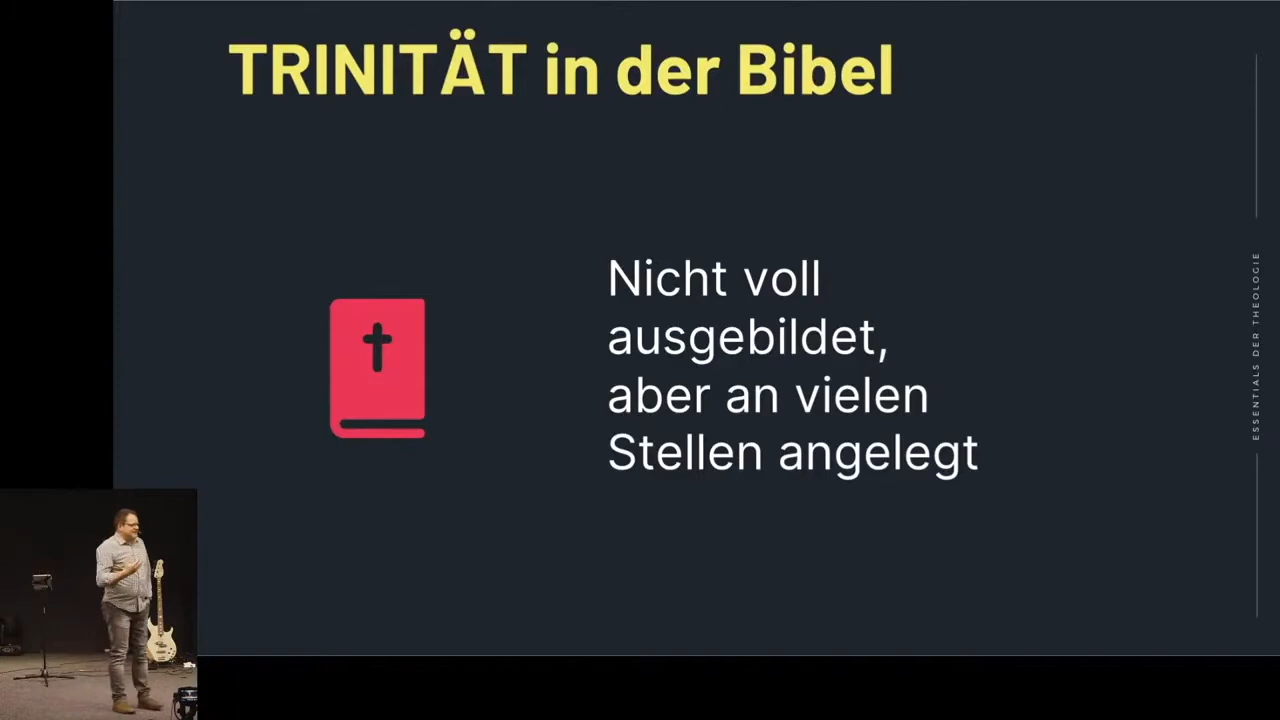 TRINITÄT in der Bibel
Nicht voll
ausgebildet,
aber an vielen
Stellen angelegt
ESSENTIALS DER THEOLOGIE